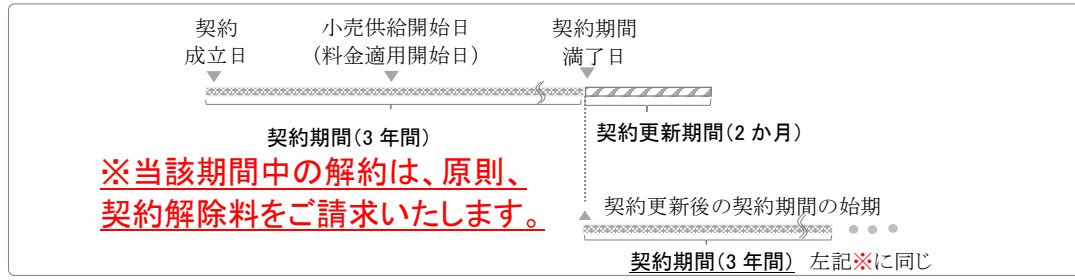 契約
成立日
小売供給開始日
(料金適用開始日)
契約期間
満了日
契約期間(3 年間)
契約更新期間(2 か月)
※当該期間中の解約は、原則、
契約解除料をご請求いたします。
契約更新後の契約期間の始期
契約期間(3 年間) 左記※に同じ